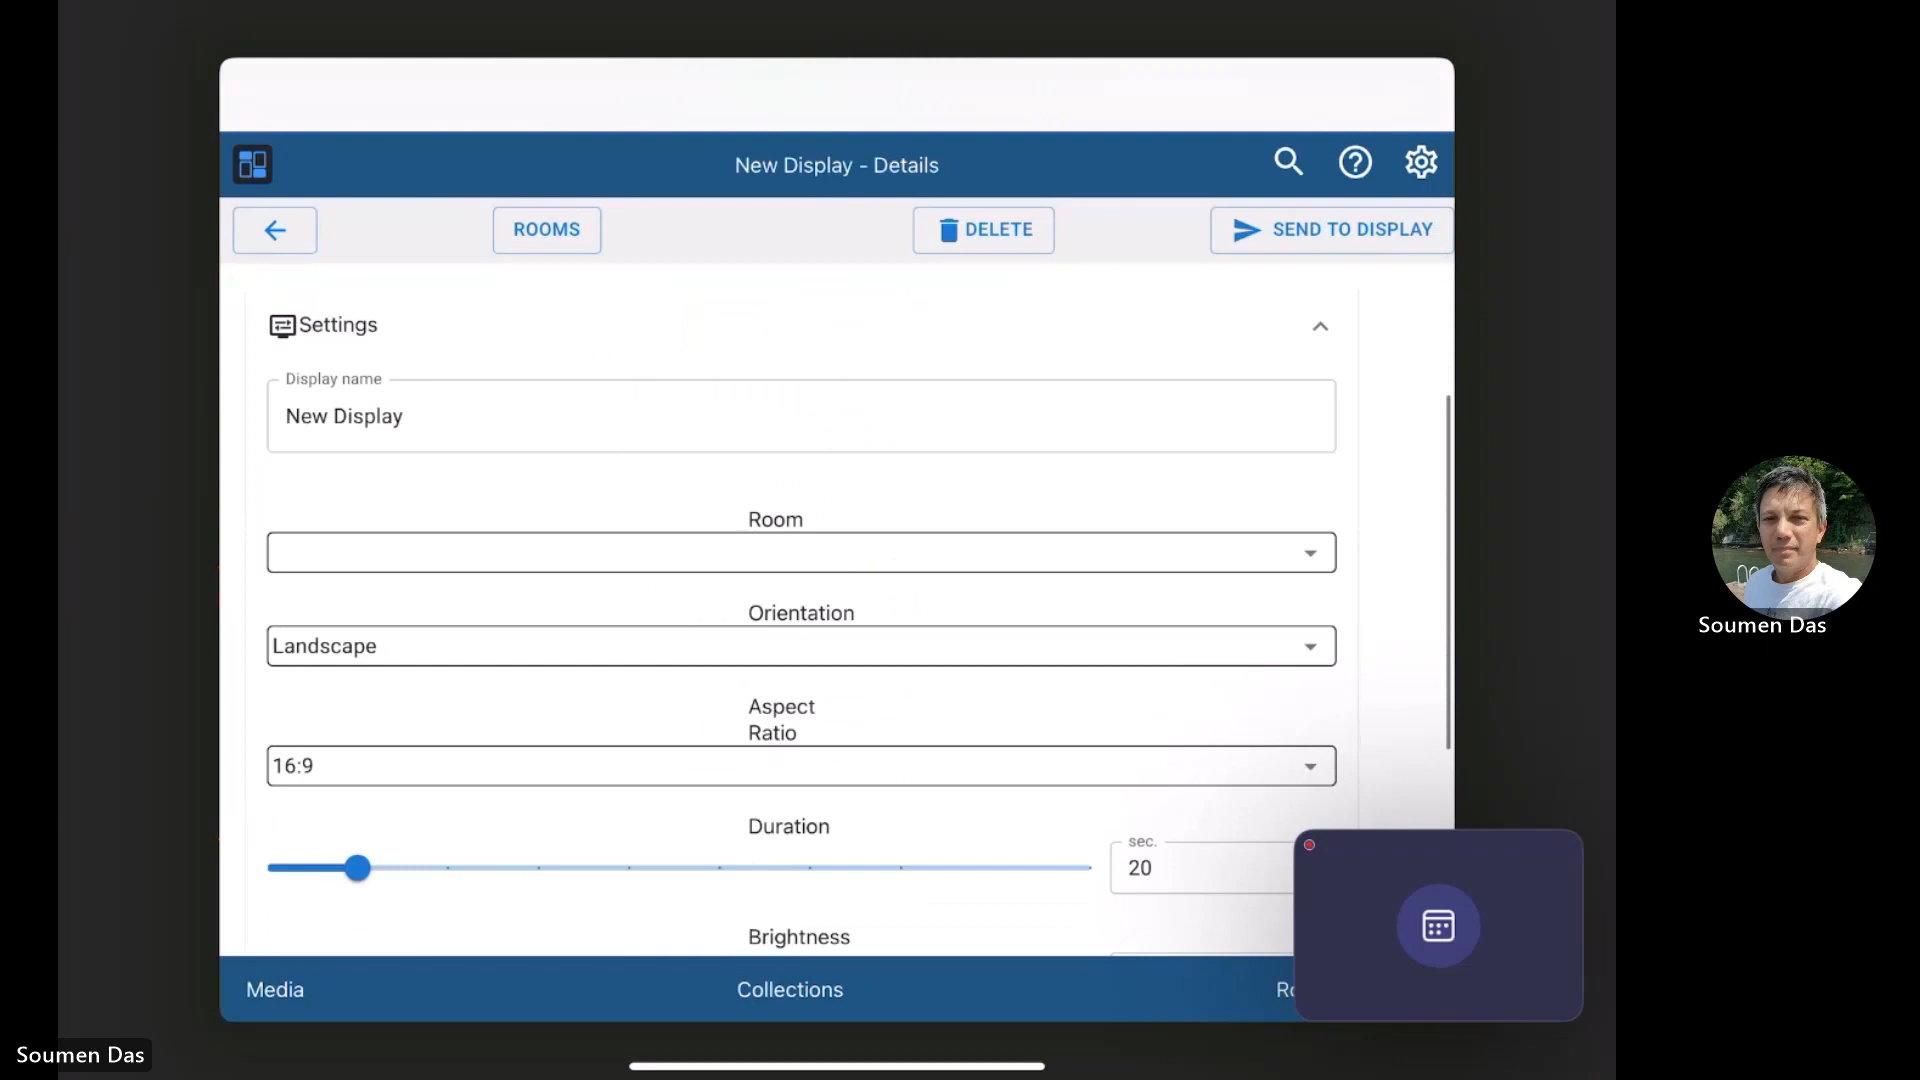 New Display - Details
ROOMS
DELETE
SEND TO DISPLAY
Settings
Display name
New Display
Room
Orientation
Landscape
Aspect
Ratio
16:9
Duration
sec.
20
Brightness
Media
Collections
Ro
Soumen Das
Soumen Das